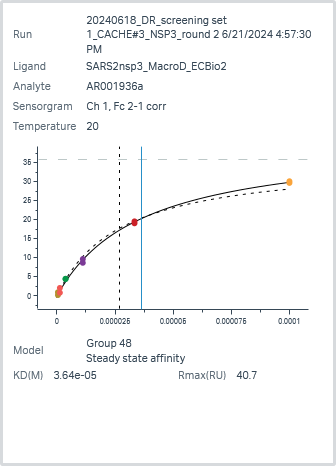 20240618_DR_screening set
Run 1_CACHE#3_NSP3_round 2 6/21/2024 4:57:30
PM
Ligand SARS2nsp3_MacroD_ECBio2
Analyte AR001936a
Sensorgram Ch 1, Fc 2-1 corr
Temperature 20
35
30
25
20
15
10
5
0
0 0.000025 0.00005 0.000075 0.0001
Group 48
Model
Steady state affinity
KD(M) 3.64e-05 Rmax(RU) 40.7